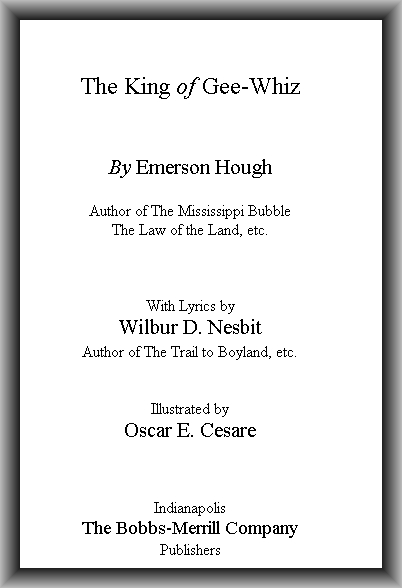 The King of Gee-Whiz
By Emerson Hough
Author of The Mississippi Bubble
The Law of the Land, etc.
With Lyrics by
Wilbur D. Nesbit
Author of The Trail to Boyland, etc.
Illustrated by
Oscar E. Cesare
Indianapolis
The Bobbs-Merrill Company
Publishers